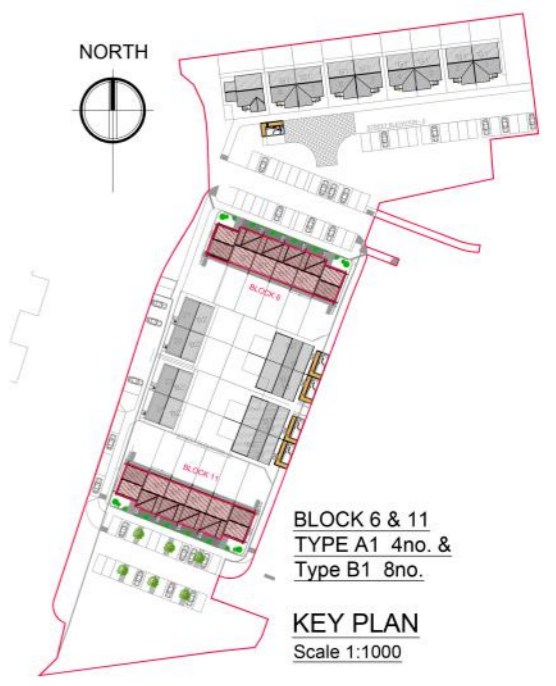 NORTH
BLOCK 6
BLOCK 11
BLOCK 6 & 11
TYPE A1 4no. &
Type B1 8no.
KEY PLAN
Scale 1:1000